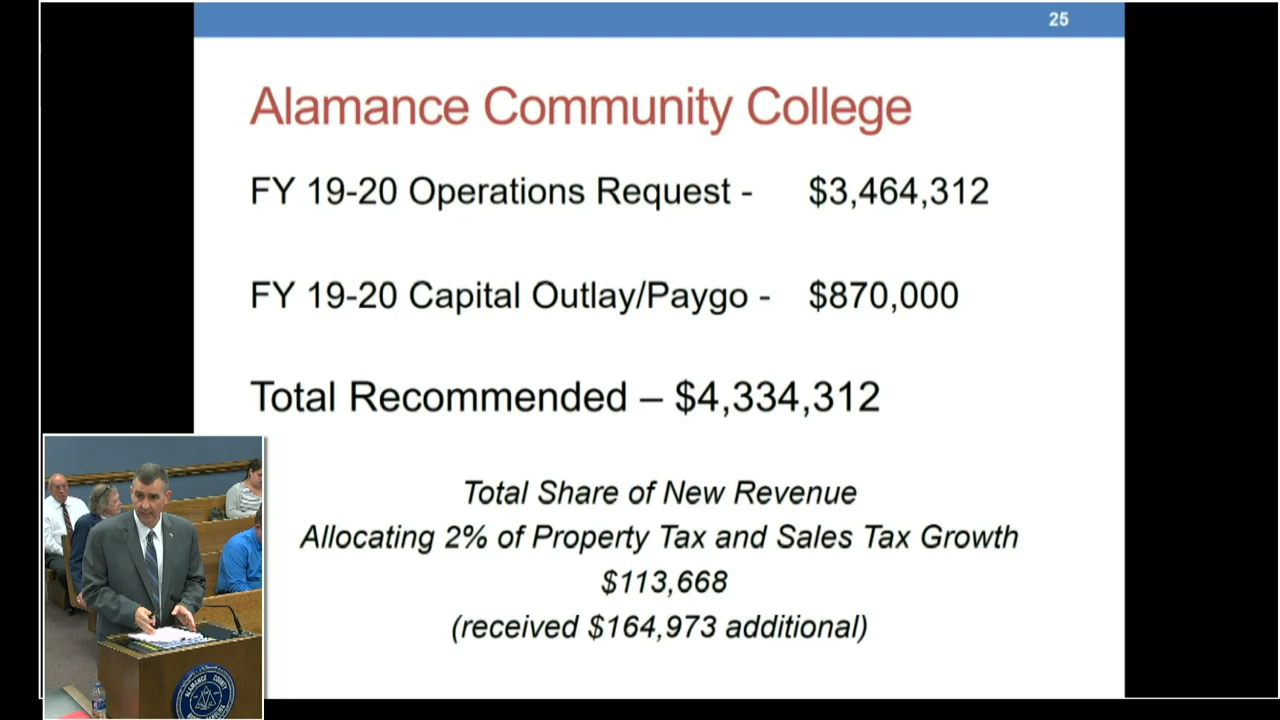 25
Alamance Community College
FY 19-20 Operations Request - $3,464,312
FY 19-20 Capital Outlay/Paygo - $870,000
Total Recommended – $4,334,312
Total Share of New Revenue
Allocating 2% of Property Tax and Sales Tax Growth
$113,668
(received $164,973 additional)
ALAMANCE COUNTY